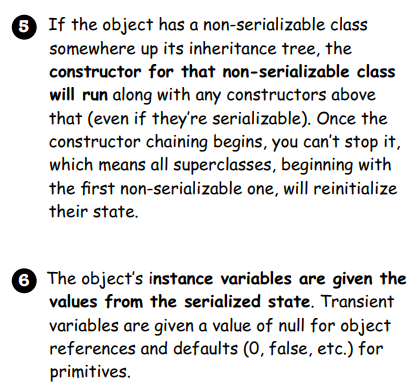 5 If the object has a non-serializable class
somewhere up its inheritance tree, the
constructor for that non-serializable class
will run along with any constructors above
that (even if they're serializable). Once the
constructor chaining begins, you can't stop it,
which means all superclasses, beginning with
the first non-serializable one, will reinitialize
their state.
6 The object's instance variables are given the
values from the serialized state. Transient
variables are given a value of null for object
references and defaults (0, false, etc.) for
primitives.